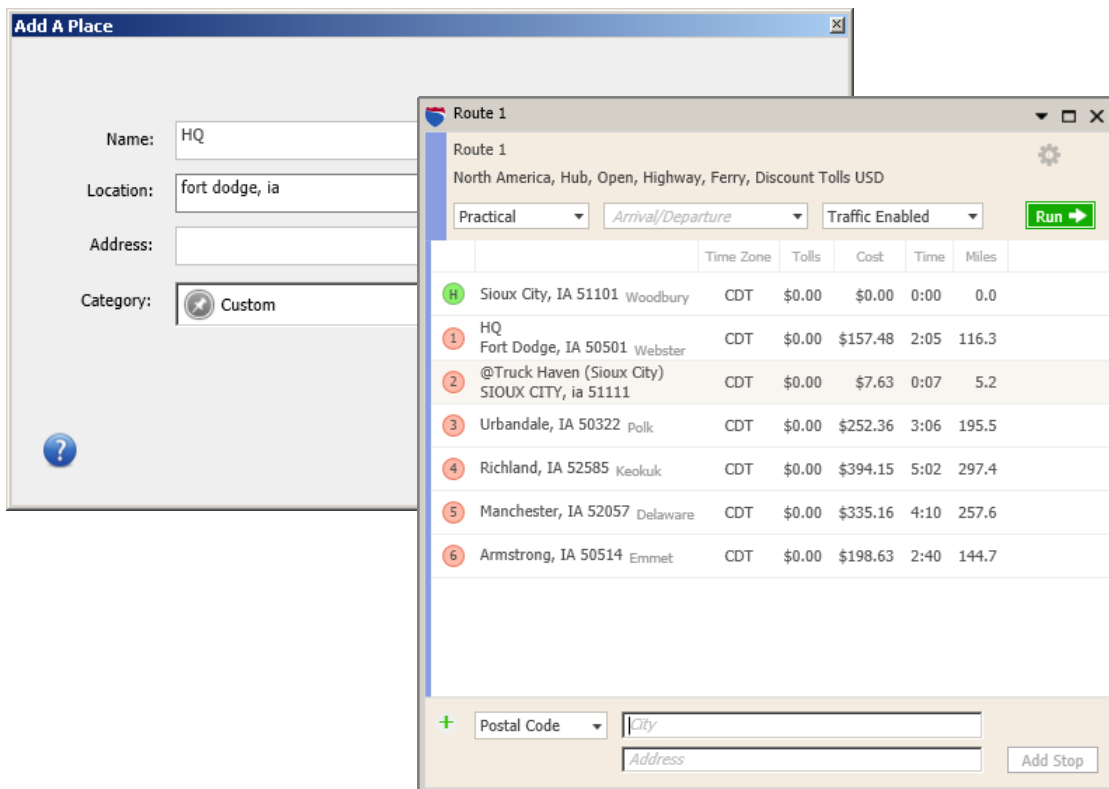 Add A Place
Name: HQ
Location: fort dodge, ia
Address:
Category: Custom
?
Route 1
Route 1
North America, Hub, Open, Highway, Ferry, Discount Tolls USD
Practical Arrival/Departure Traffic Enabled Run
Time Zone Tolls Cost Time Miles
H Sioux City, IA 51101 Woodbury CDT $0.00 $0.00 0:00 0.0
HQ
1 Fort Dodge, IA 50501 Webster CDT $0.00 $157.48 2:05 116.3
@Truck Haven (Sioux City)
2 SIOUX CITY, ia 51111 CDT $0.00 $7.63 0:07 5.2
3 Urbandale, IA 50322 Polk CDT $0.00 $252.36 3:06 195.5
4 Richland, IA 52585 Keokuk CDT $0.00 $394.15 5:02 297.4
5 Manchester, IA 52057 Delaware CDT $0.00 $335.16 4:10 257.6
6 Armstrong, IA 50514 Emmet CDT $0.00 $198.63 2:40 144.7
Postal Code City
Address Add Stop